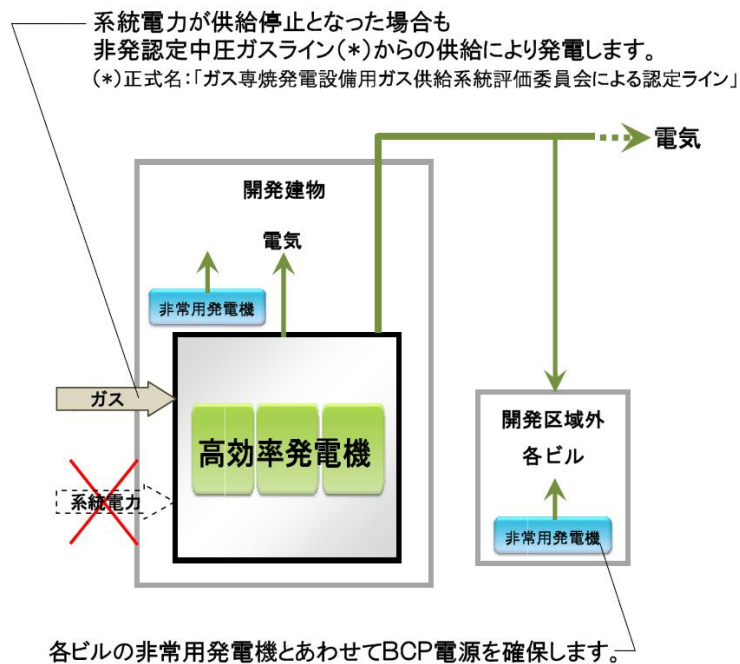 系統電力が供給停止となった場合も
非発認定中圧ガスライン(*)からの供給により発電します。
(*)正式名：「ガス専焼発電設備用ガス供給系統評価委員会による認定ライン」
電気
開発建物
電気
非常用発電機
ガス
高効率発電機
系統電力
開発区域外
各ビル
非常用発電機
各ビルの非常用発電機とあわせてBCP電源を確保します。